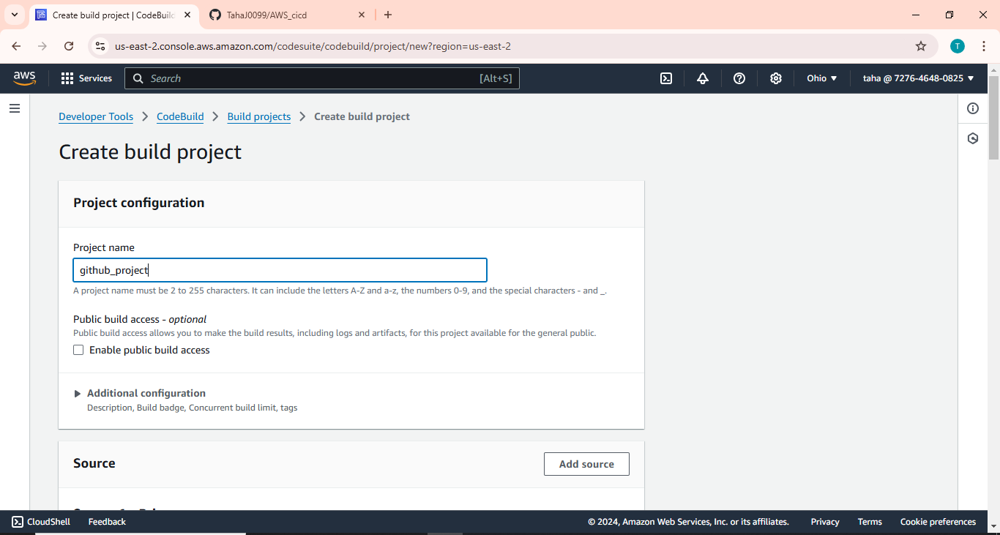 Create build project | CodeBuild
TahaJ0099/AWS_cicd
us-east-2.console.aws.amazon.com/codesuite/codebuild/project/new?region=us-east-2
T
aws
Services
Search
[Alt+S]
Ohio
taha @ 7276-4648-0825
Developer Tools
CodeBuild
Build projects
Create build project
Create build project
Project configuration
Project name
github_project
A project name must be 2 to 255 characters. It can include the letters A-Z and a-z, the numbers 0-9, and the special characters - and _.
Public build access - optional
Public build access allows you to make the build results, including logs and artifacts, for this project available for the general public.
Enable public build access
Additional configuration
Description, Build badge, Concurrent build limit, tags
Source
Add source
CloudShell
Feedback
© 2024, Amazon Web Services, Inc. or its affiliates.
Privacy
Terms
Cookie preferences